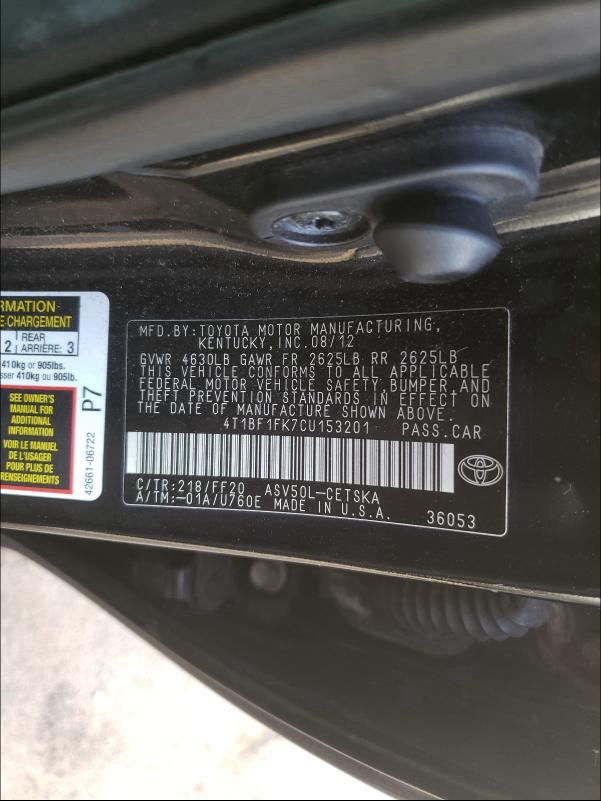 RMATION
E-CHARGEMENT
2 REAR
ARRIÈRE: 3
410kg or 905lbs.
sser 410kg ou 905lb.
SEE OWNER'S
MANUAL FOR
ADDITIONAL
INFORMATION
VOIR LE MANUEL
DE L'USAGER
POUR PLUS DE
RENSEIGNEMENTS
P7
42661-06722
MFD.BY:TOYOTA MOTOR MANUFACTURING,
KENTUCKY,INC.08/12
GVWR 4630LB GAWR FR 2625LB RR 2625LB
THIS VEHICLE CONFORMS TO ALL APPLICABLE
FEDERAL MOTOR VEHICLE SAFETY,BUMPER,AND
THEFT PREVENTION STANDARDS IN EFFECT ON
THE DATE OF MANUFACTURE SHOWN ABOVE.
4T1BF1FK7CU153201 PASS.CAR
C/TR:218/FF20 ASV50L-CETSKA
A/TM:-01A/U760E MADE IN U.S.A.
36053